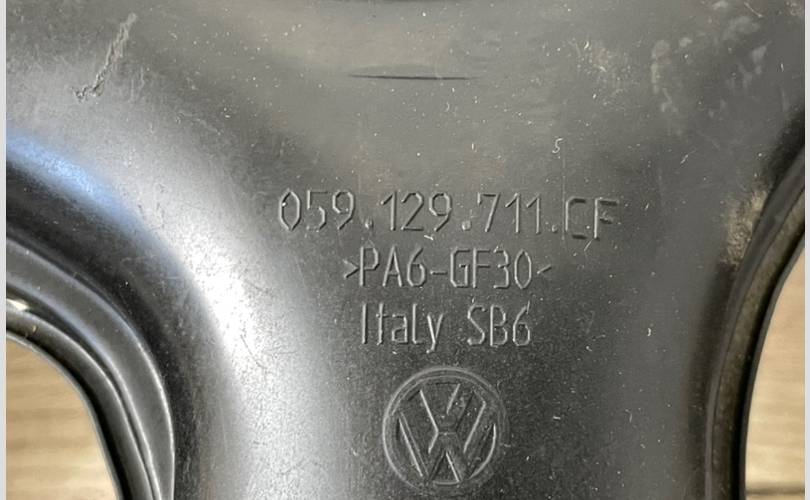 059.129.711.CF
>PA6-GF30<
Italy SB6